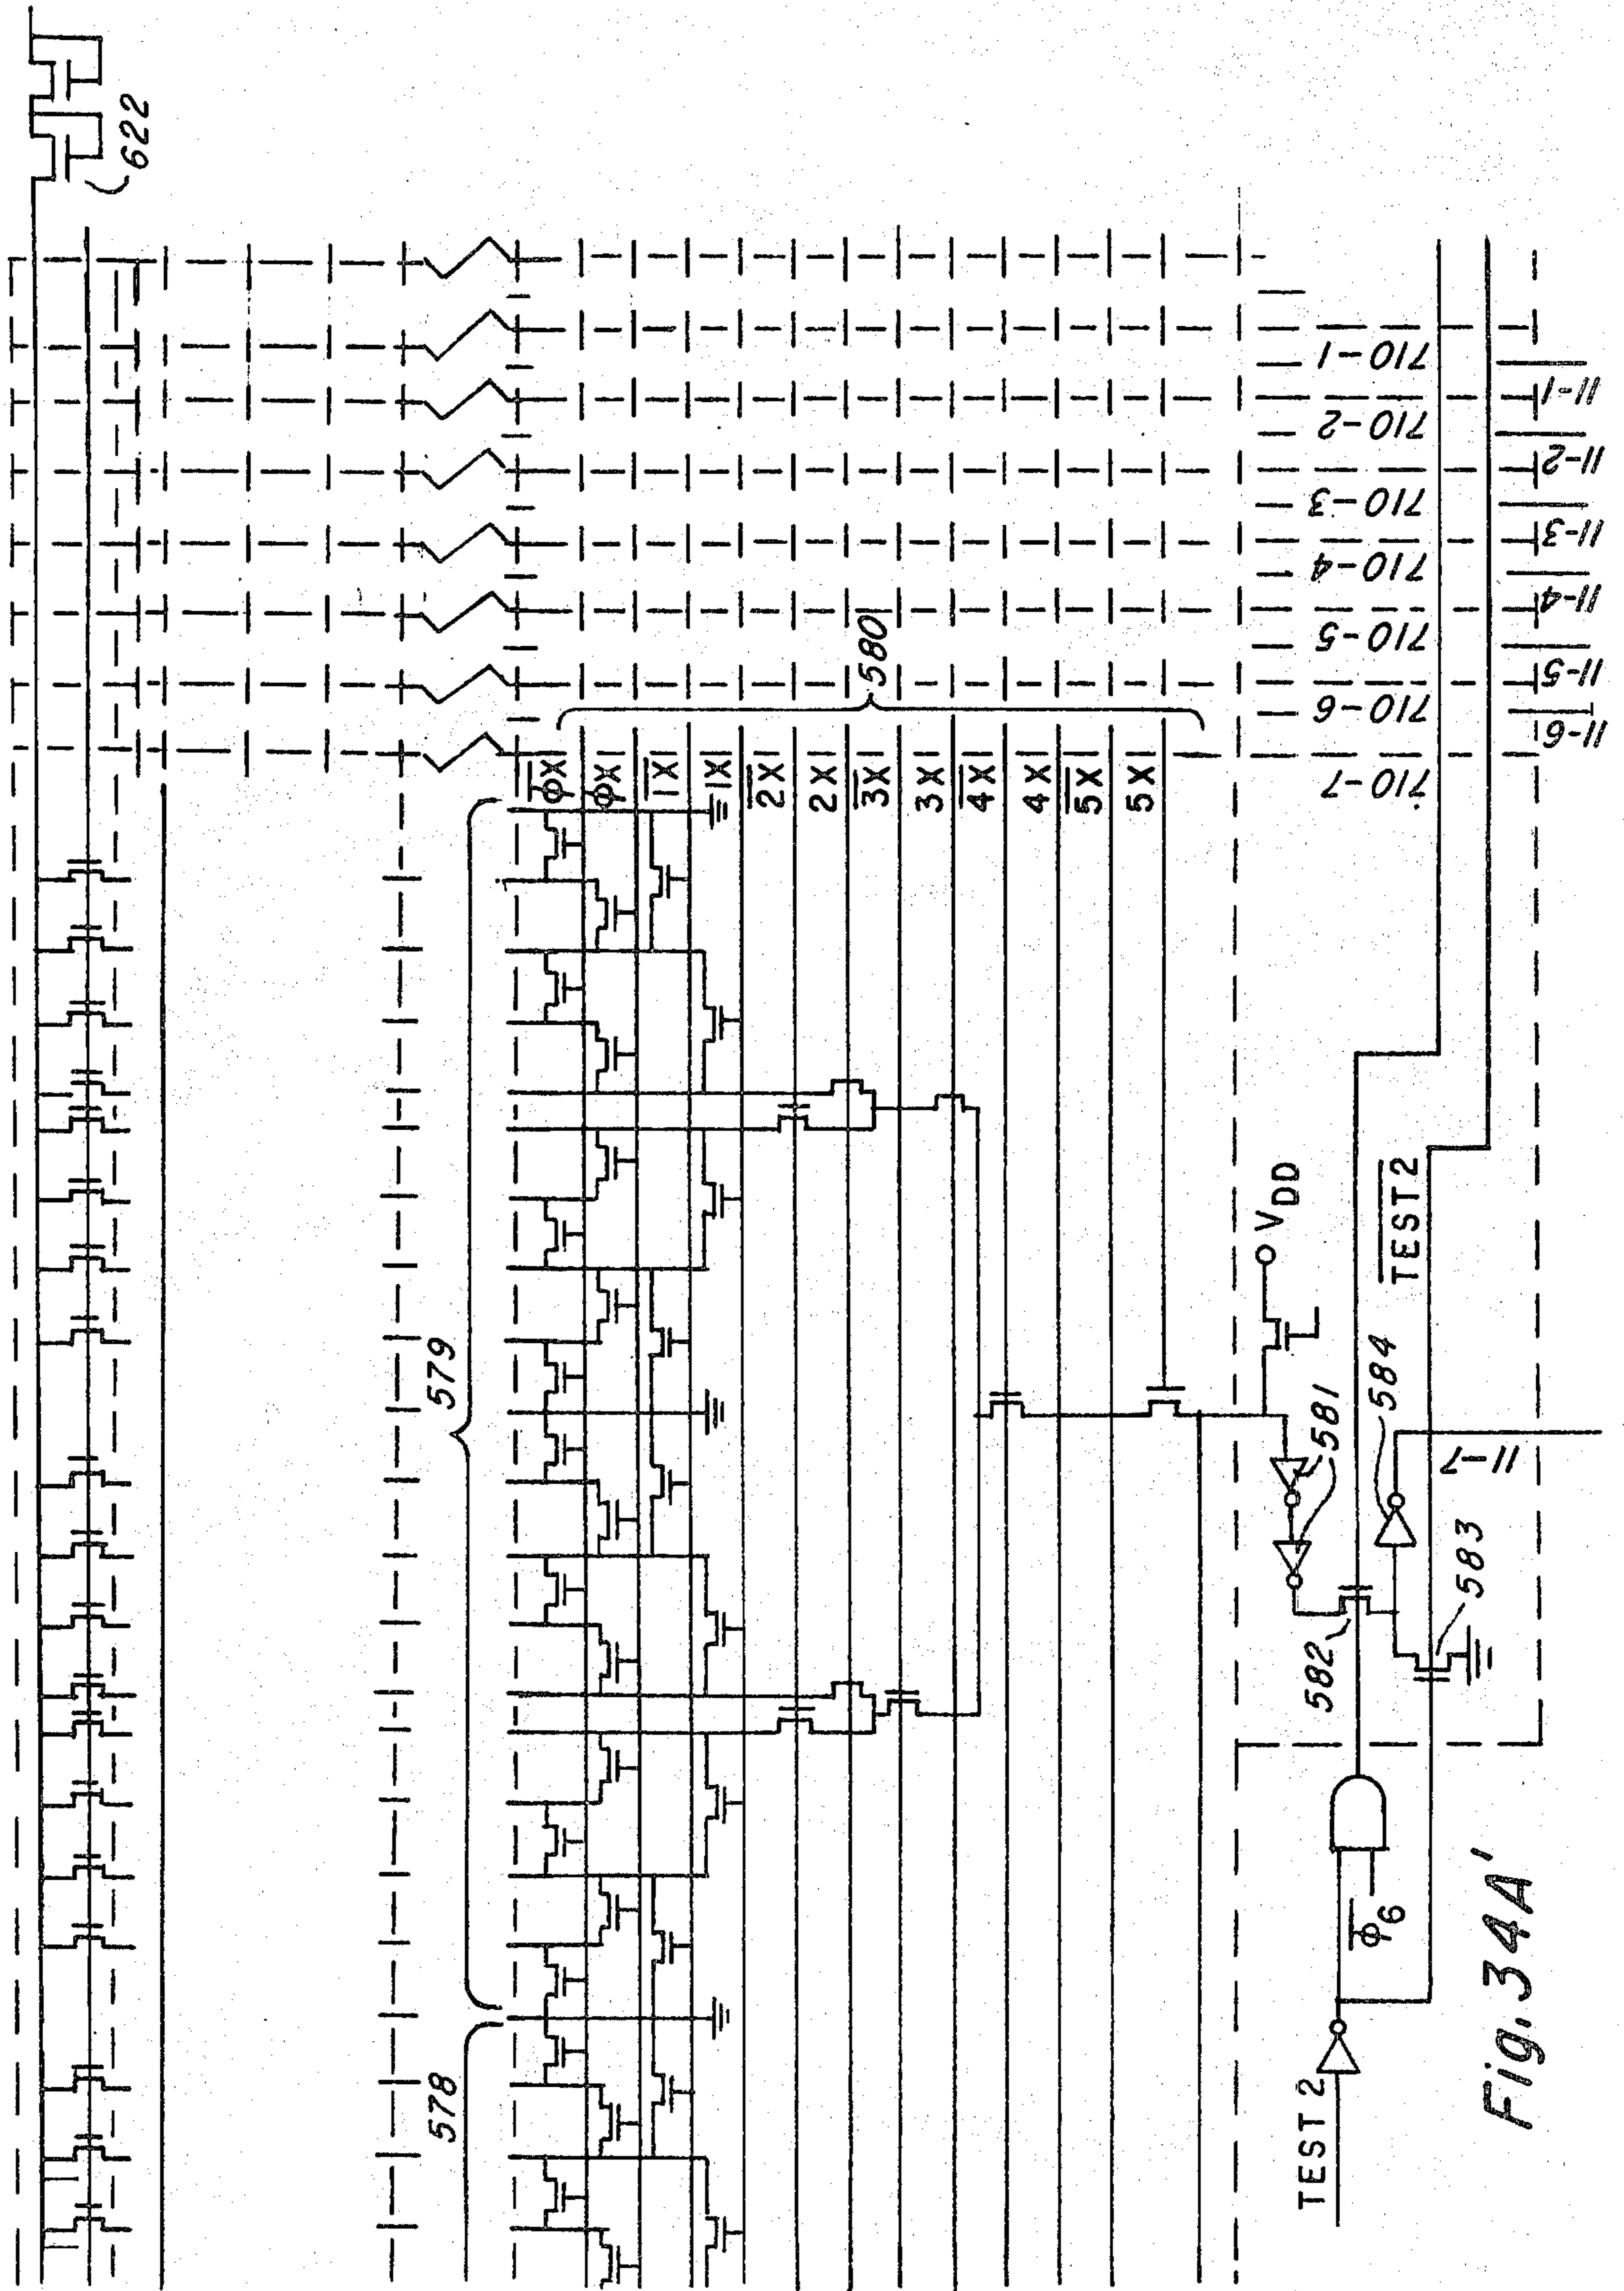 622
580
φX̅
φX
1X̅
1X
2X̅
2X
3X̅
3X
4X̅
4X
5X̅
5X
579
578
710-1
710-2
710-3
710-4
710-5
710-6
710-7
11-1
11-2
11-3
11-4
11-5
11-6
11-7
VDD
581
582
583
584
T̅E̅S̅T̅2̅
TEST 2
φ̅6
Fig. 34A'